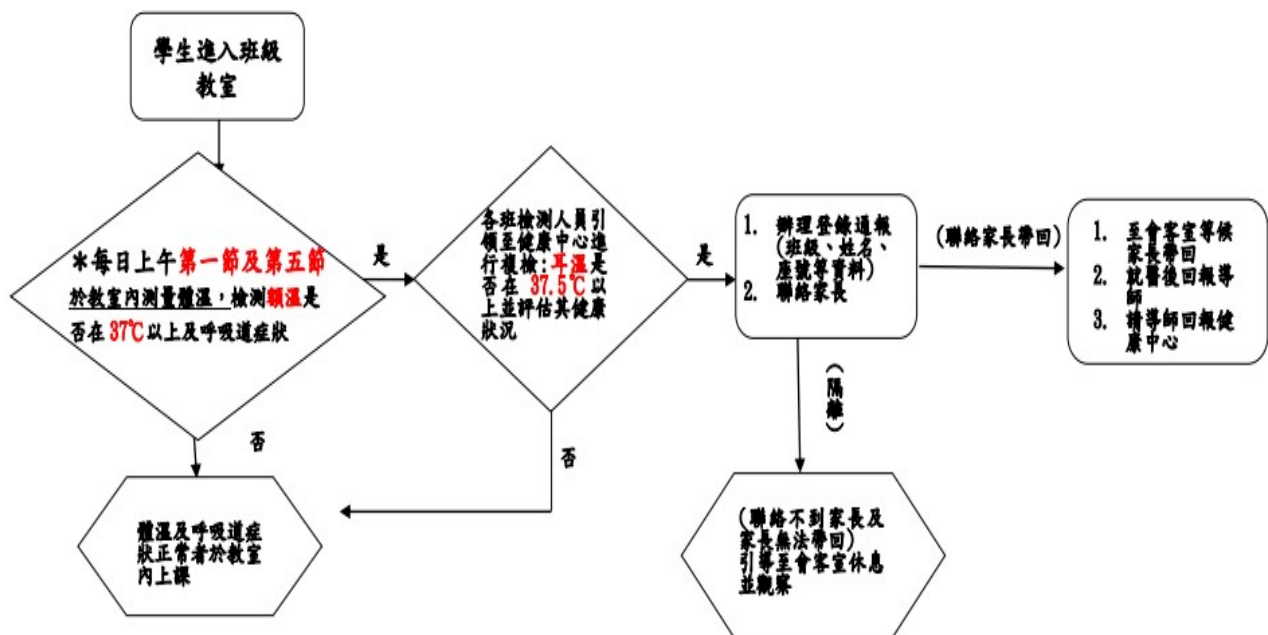 學生進入班級
教室
＊每日上午第一節及第五節
於教室內測量體溫，檢測額溫是
否在37℃以上及呼吸道症狀
是
各班檢測人員引
領至健康中心進
行複檢：耳溫是
否在 37.5℃以
上並評估其健康
狀況
是
1. 辦理登錄通報
(班級、姓名、
座號等資料)
2. 聯絡家長
(聯絡家長帶回)
1. 至會客室等候
家長帶回
2. 就醫後回報導
師
3. 請導師回報健
康中心
(隔離)
否
否
體溫及呼吸道症
狀正常者於教室
內上課
(聯絡不到家長及
家長無法帶回)
引導至會客室休息
並觀察